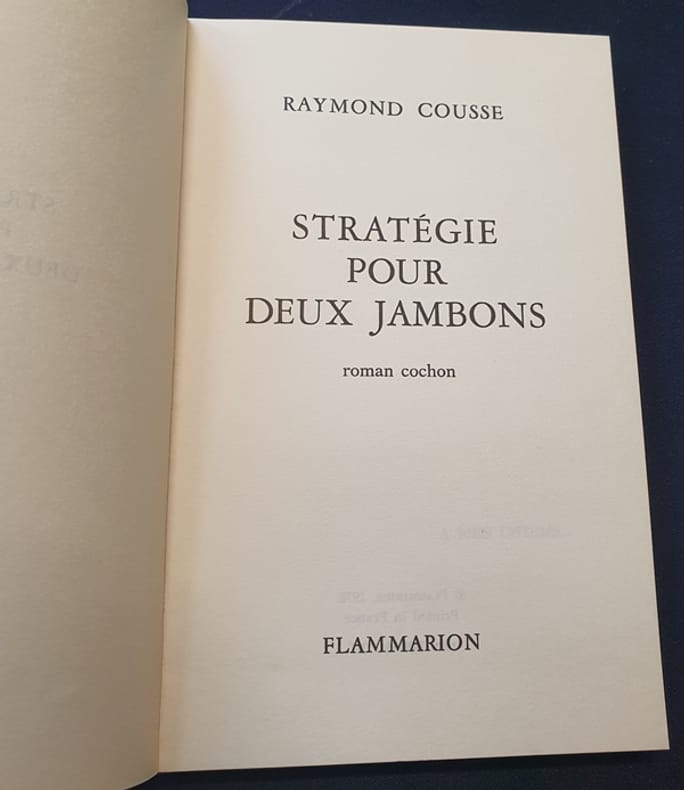 RAYMOND COUSSE
STRATÉGIE
POUR
DEUX JAMBONS
roman cochon
FLAMMARION